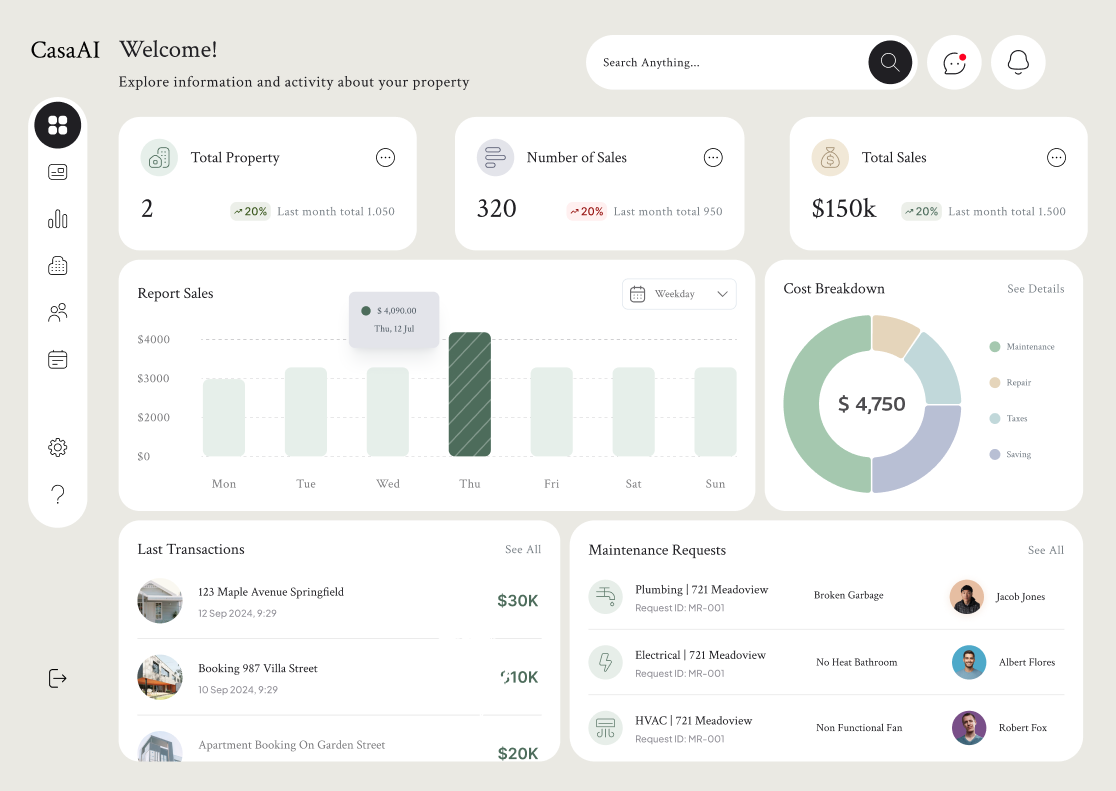 CasaAI
Welcome!
Explore information and activity about your property
Search Anything...
Total Property
2
20%
Last month total 1.050
Number of Sales
320
20%
Last month total 950
Total Sales
$150k
20%
Last month total 1.500
Report Sales
Weekday
$ 4,090.00
Thu, 12 Jul
$4000
$3000
$2000
$0
Mon Tue Wed Thu Fri Sat Sun
Cost Breakdown
See Details
$ 4,750
Maintenance
Repair
Taxes
Saving
Last Transactions
See All
123 Maple Avenue Springfield
12 Sep 2024, 9:29
$30K
Booking 987 Villa Street
10 Sep 2024, 9:29
$10K
Apartment Booking On Garden Street
$20K
Maintenance Requests
See All
Plumbing | 721 Meadoview
Request ID: MR-001
Broken Garbage
Jacob Jones
Electrical | 721 Meadoview
Request ID: MR-001
No Heat Bathroom
Albert Flores
HVAC | 721 Meadoview
Request ID: MR-001
Non Functional Fan
Robert Fox